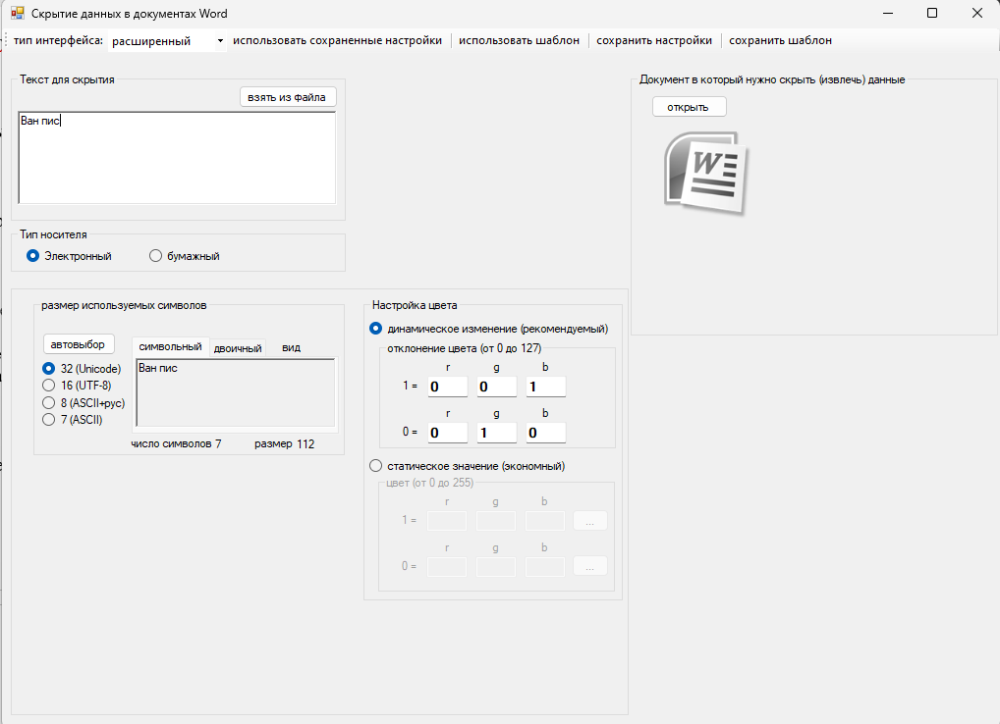 Скрытие данных в документах Word
тип интерфейса: расширенный использовать сохраненные настройки использовать шаблон сохранить настройки сохранить шаблон
Текст для скрытия
взять из файла
Ван пис
Тип носителя
Электронный бумажный
размер используемых символов
автовыбор
32 (Unicode)
16 (UTF-8)
8 (ASCII+рус)
7 (ASCII)
символьный двоичный вид
Ван пис
число символов 7 размер 112
Настройка цвета
динамическое изменение (рекомендуемый)
отклонение цвета (от 0 до 127)
r g b
1 = 0 0 1
r g b
0 = 0 1 0
статическое значение (экономный)
цвет (от 0 до 255)
r g b
1 = ...
r g b
0 = ...
Документ в который нужно скрыть (извлечь) данные
открыть
W